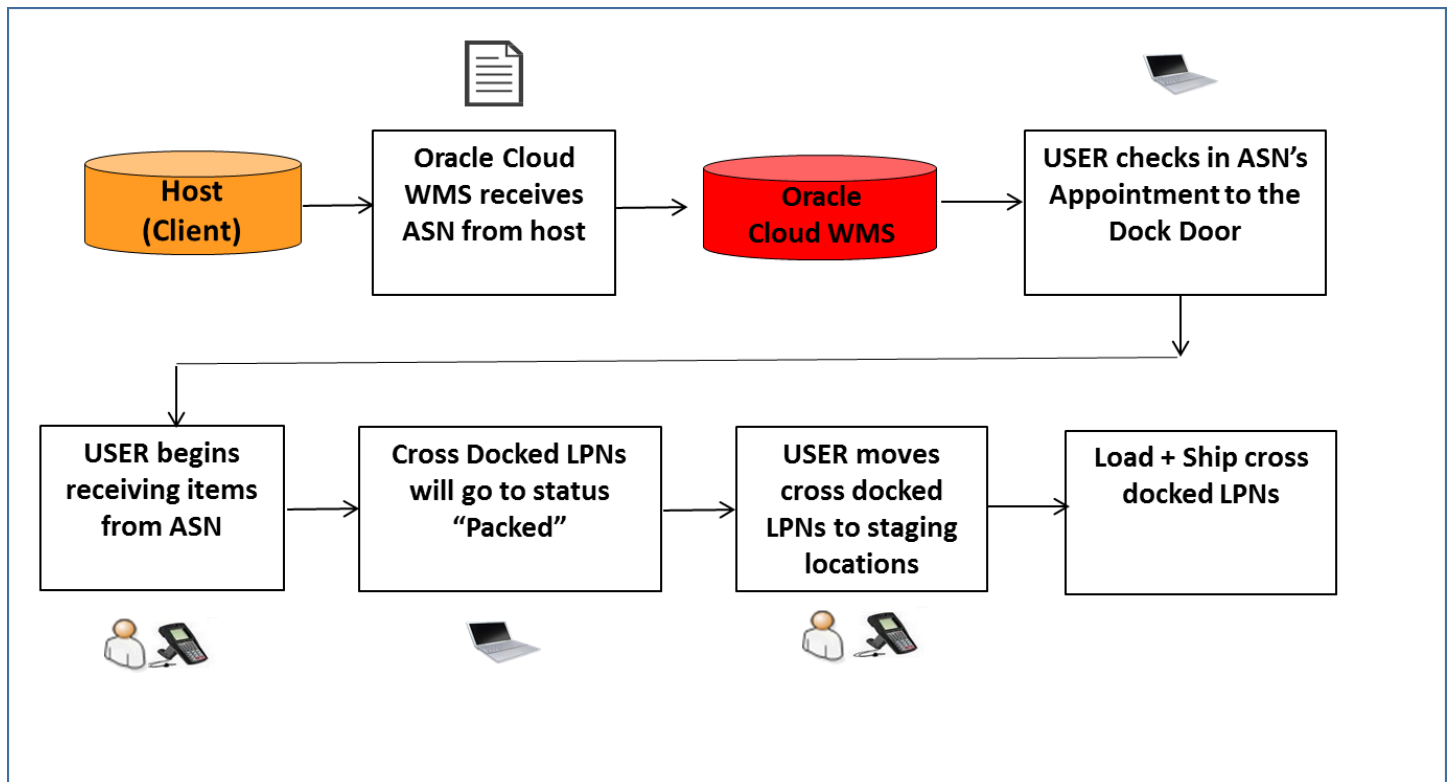 Host
(Client)
Oracle Cloud
WMS receives
ASN from host
Oracle
Cloud WMS
USER checks in ASN’s
Appointment to the
Dock Door
USER begins
receiving items
from ASN
Cross Docked LPNs
will go to status
“Packed”
USER moves
cross docked
LPNs to staging
locations
Load + Ship cross
docked LPNs